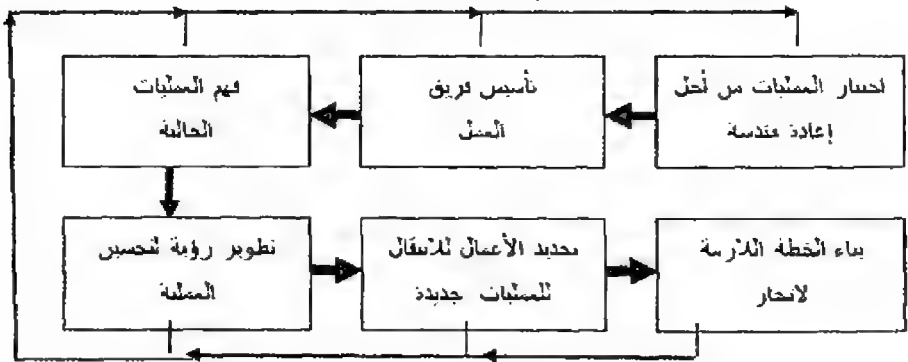 اختيار العمليات من أجل
إعادة هندسة
تأسيس فريق
العمل
فهم العمليات
الحالية
تطوير رؤية لتحسين
العملية
تحديد الأعمال للانتقال
للعمليات جديدة
بناء الخطة اللازمة
لانجاز